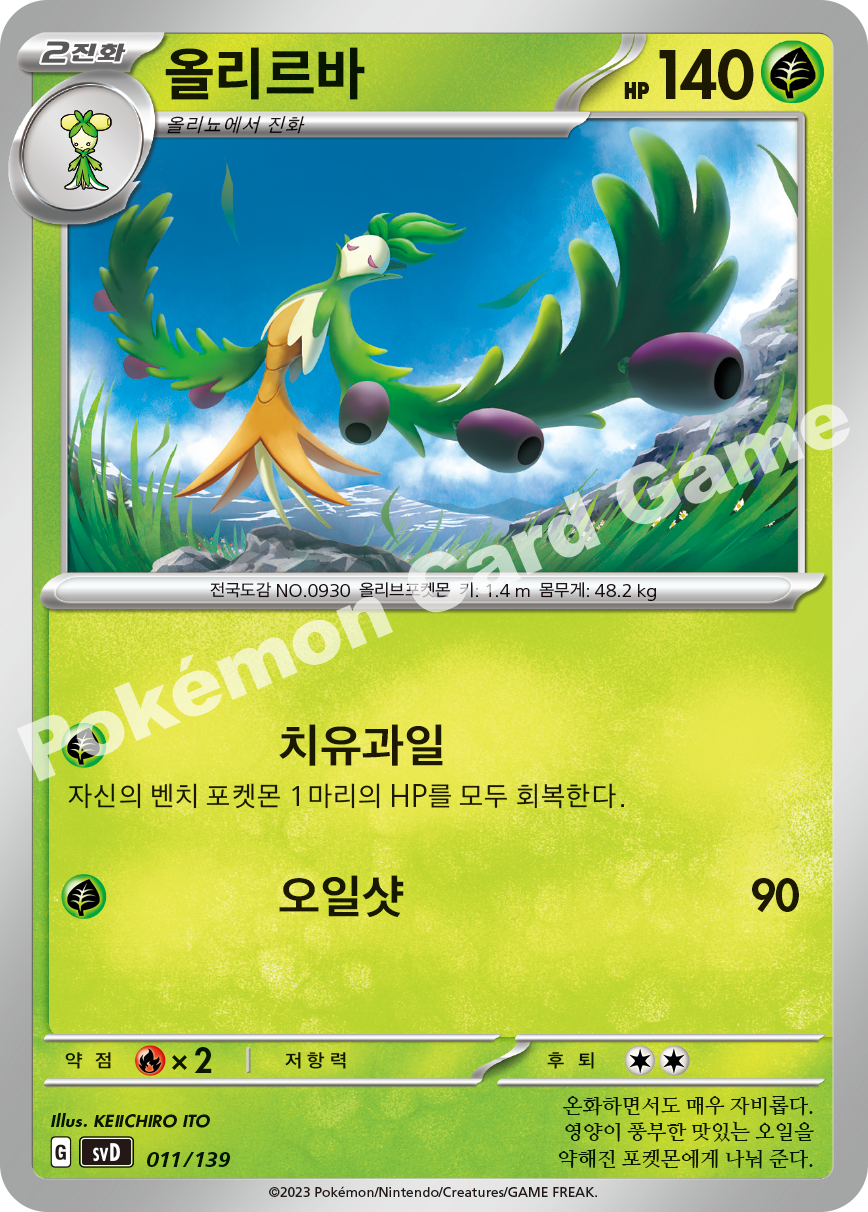 2진화
올리르바
HP 140
올리뇨에서 진화
전국도감 NO.0930 올리브포켓몬 키: 1.4 m 몸무게: 48.2 kg
Pokémon Card Game
치유과일
자신의 벤치 포켓몬 1마리의 HP를 모두 회복한다.
오일샷 90
약점 ×2 저항력 후퇴
Illus. KEIICHIRO ITO
G svD 011/139
온화하면서도 매우 자비롭다.
영양이 풍부한 맛있는 오일을
약해진 포켓몬에게 나눠 준다.
©2023 Pokémon/Nintendo/Creatures/GAME FREAK.